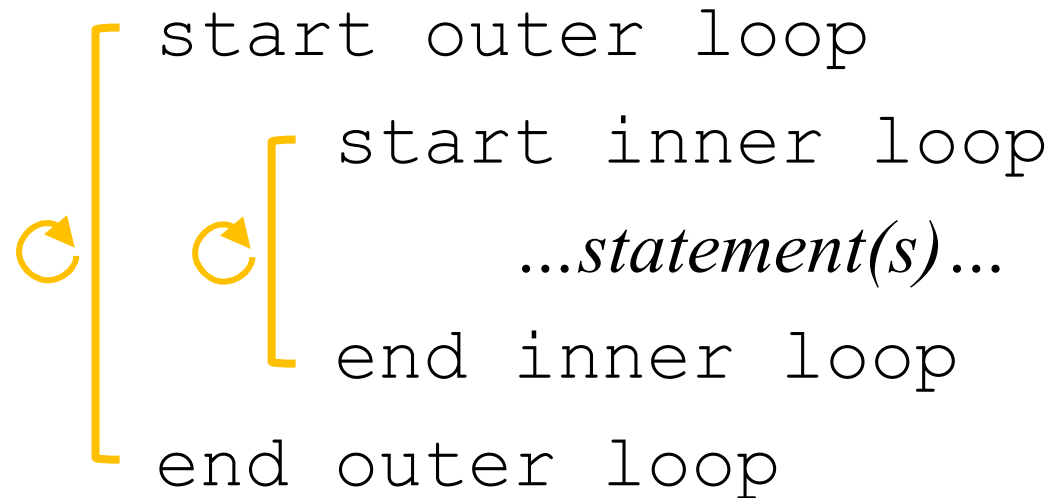 start outer loop
start inner loop
...statement(s)...
end inner loop
end outer loop